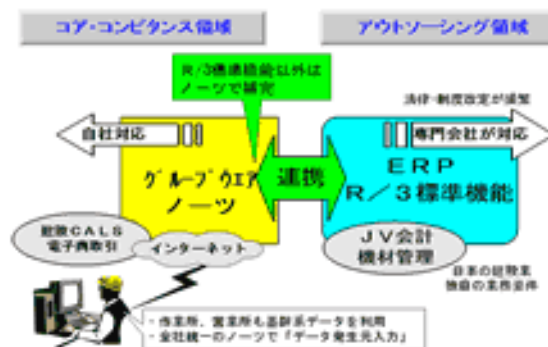 コア・コンピタンス領域
アウトソーシング領域
R/3標準機能以外は
ノーツで補完
法律・制度改定が頻繁
自社対応
専門会社が対応
グループウエア
ノーツ
連携
ERP
R/3標準機能
建設CALS
電子商取引
インターネット
JV会計
機材管理
日本の建設業
独自の業務要件
・作業所、営業所も基幹系データを利用
・全社統一のノーツで「データ発生元入力」